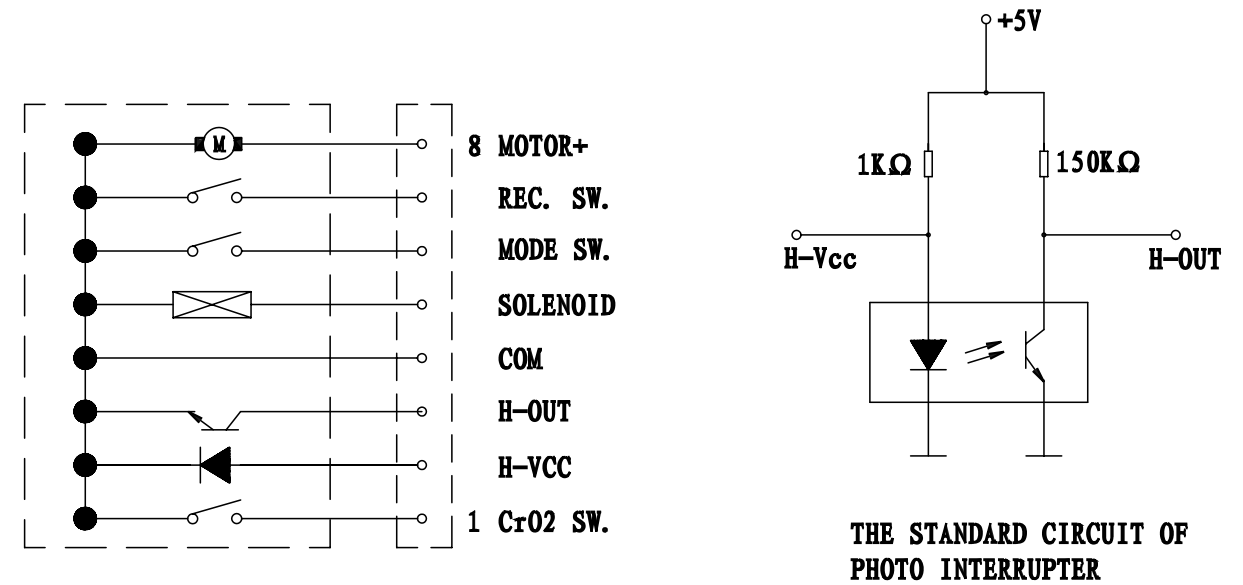 M
8 MOTOR+
REC. SW.
MODE SW.
SOLENOID
COM
H-OUT
H-VCC
1 CrO2 SW.
+5V
1KΩ
150KΩ
H-Vcc
H-OUT
THE STANDARD CIRCUIT OF
PHOTO INTERRUPTER